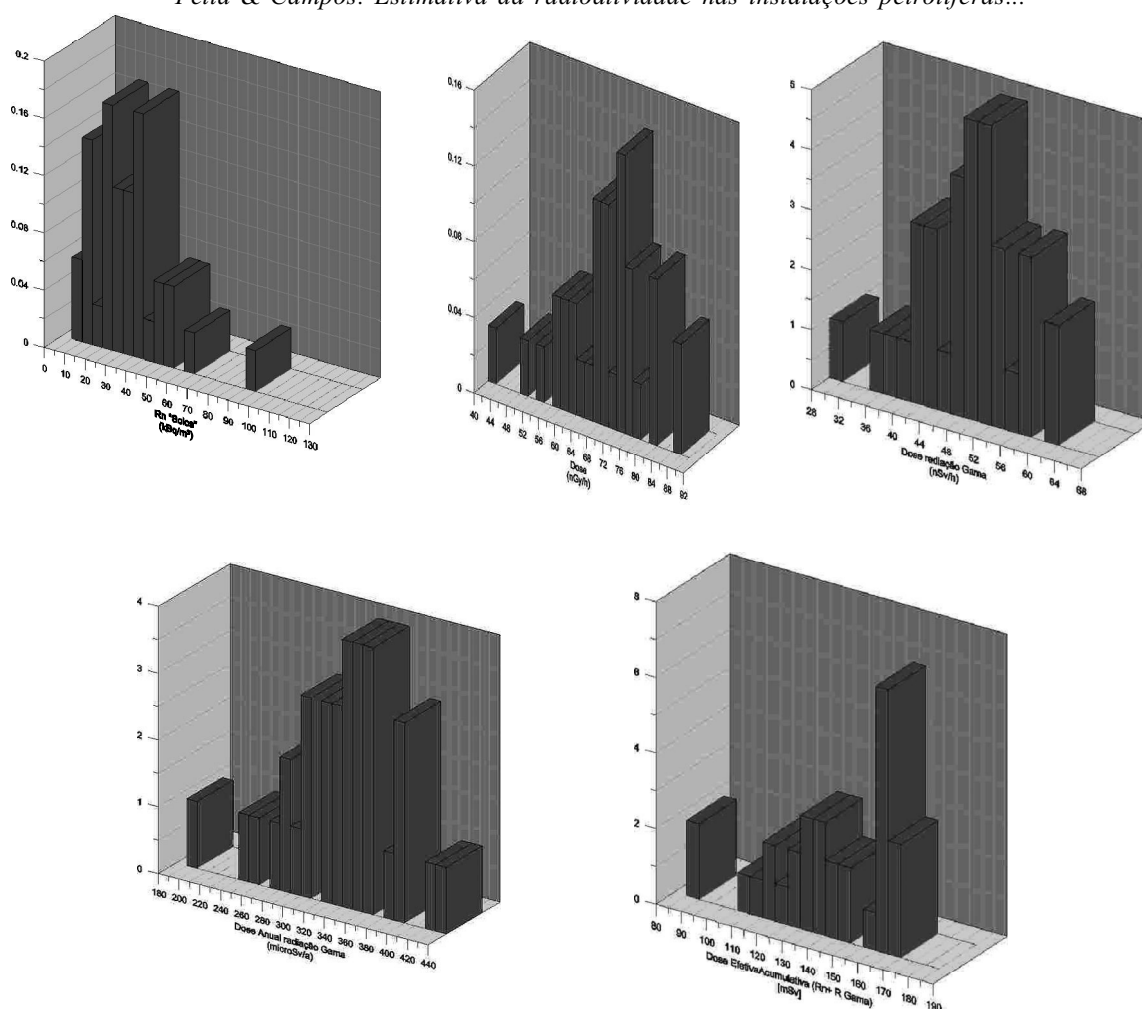 Peña & Campos: Estimativa da radioatividade nas instalações petrolíferas...
0.2
0.16
0.12
0.08
0.04
0
0 10 20 30 40 50 60 70 80 90 100 110 120 130
Rn "Solos"
(kBq/m³)
0.16
0.12
0.08
0.04
0
40 44 48 52 56 60 64 68 72 76 80 84 88 92
Dose
(nGy/h)
5
4
3
2
1
0
28 32 36 40 44 48 52 56 60 64 68
Dose radiação Gama
(nSv/h)
4
3
2
1
0
180 200 220 240 260 280 300 320 340 360 380 400 420 440
Dose Anual radiação Gama
(microSv/a)
8
6
4
2
0
80 90 100 110 120 130 140 150 160 170 180 190
Dose EfetivaAcumulativa (Rn+ R Gama)
[mSv]